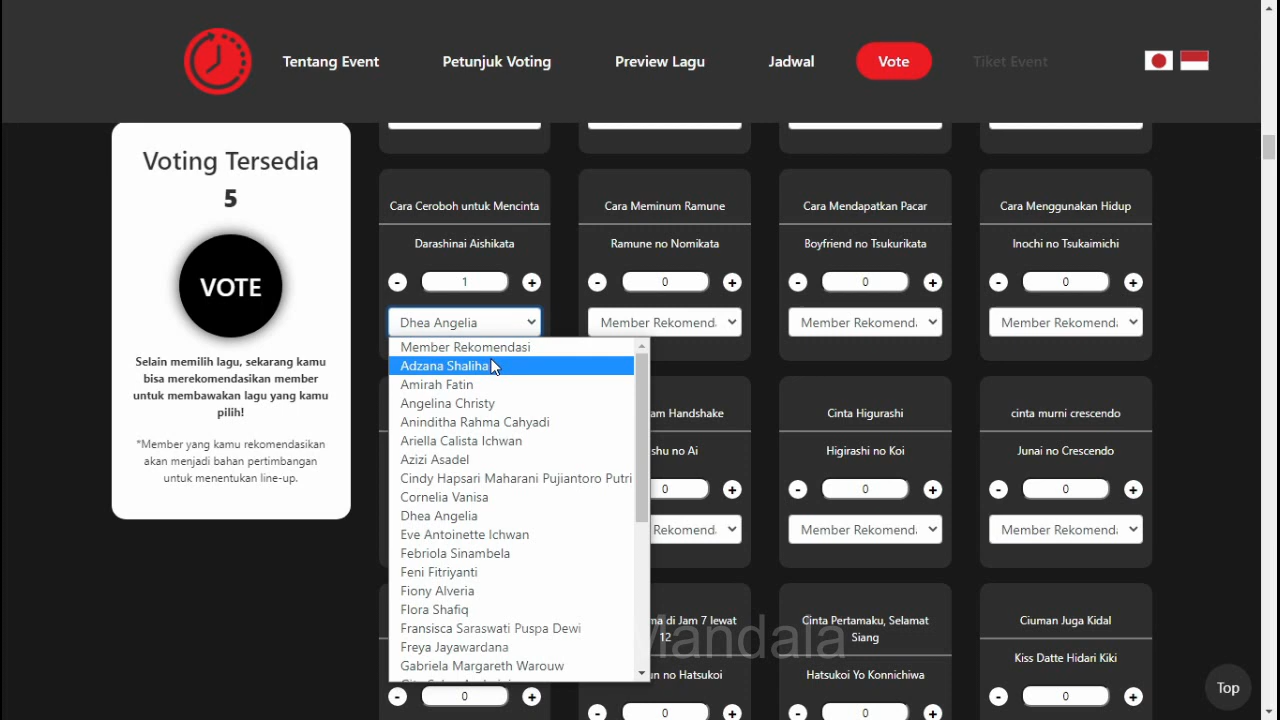 Tentang Event
Petunjuk Voting
Preview Lagu
Jadwal
Vote
Tiket Event
Voting Tersedia
5
VOTE
Selain memilih lagu, sekarang kamu
bisa merekomendasikan member
untuk membawakan lagu yang kamu
pilih!
*Member yang kamu rekomendasikan
akan menjadi bahan pertimbangan
untuk menentukan line-up.
Cara Ceroboh untuk Mencinta
Darashinai Aishikata
- 1 +
Dhea Angelia
Cara Meminum Ramune
Ramune no Nomikata
- 0 +
Member Rekomend
Cara Mendapatkan Pacar
Boyfriend no Tsukurikata
- 0 +
Member Rekomend
Cara Menggunakan Hidup
Inochi no Tsukaimichi
- 0 +
Member Rekomend
Member Rekomendasi
Adzana Shaliha
Amirah Fatin
Angelina Christy
Aninditha Rahma Cahyadi
Ariella Calista Ichwan
Azizi Asadel
Cindy Hapsari Maharani Pujiantoro Putri
Cornelia Vanisa
Dhea Angelia
Eve Antoinette Ichwan
Febriola Sinambela
Feni Fitriyanti
Fiony Alveria
Flora Shafiq
Fransisca Saraswati Puspa Dewi
Freya Jayawardana
Gabriela Margareth Warouw
- 0 +
am Handshake
shu no Ai
0 +
Rekomend
Cinta Higurashi
Higirashi no Koi
- 0 +
Member Rekomend
cinta murni crescendo
Junai no Crescendo
- 0 +
Member Rekomend
ma di Jam 7 lewat
12
un no Hatsukoi
- 0 +
Cinta Pertamaku, Selamat
Siang
Hatsukoi Yo Konnichiwa
- 0 +
Ciuman Juga Kidal
Kiss Datte Hidari Kiki
- 0 +
Mandala
Top